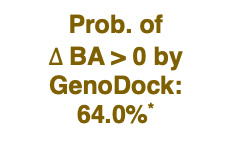 Prob. of
Δ BA > 0 by
GenoDock:
64.0%*